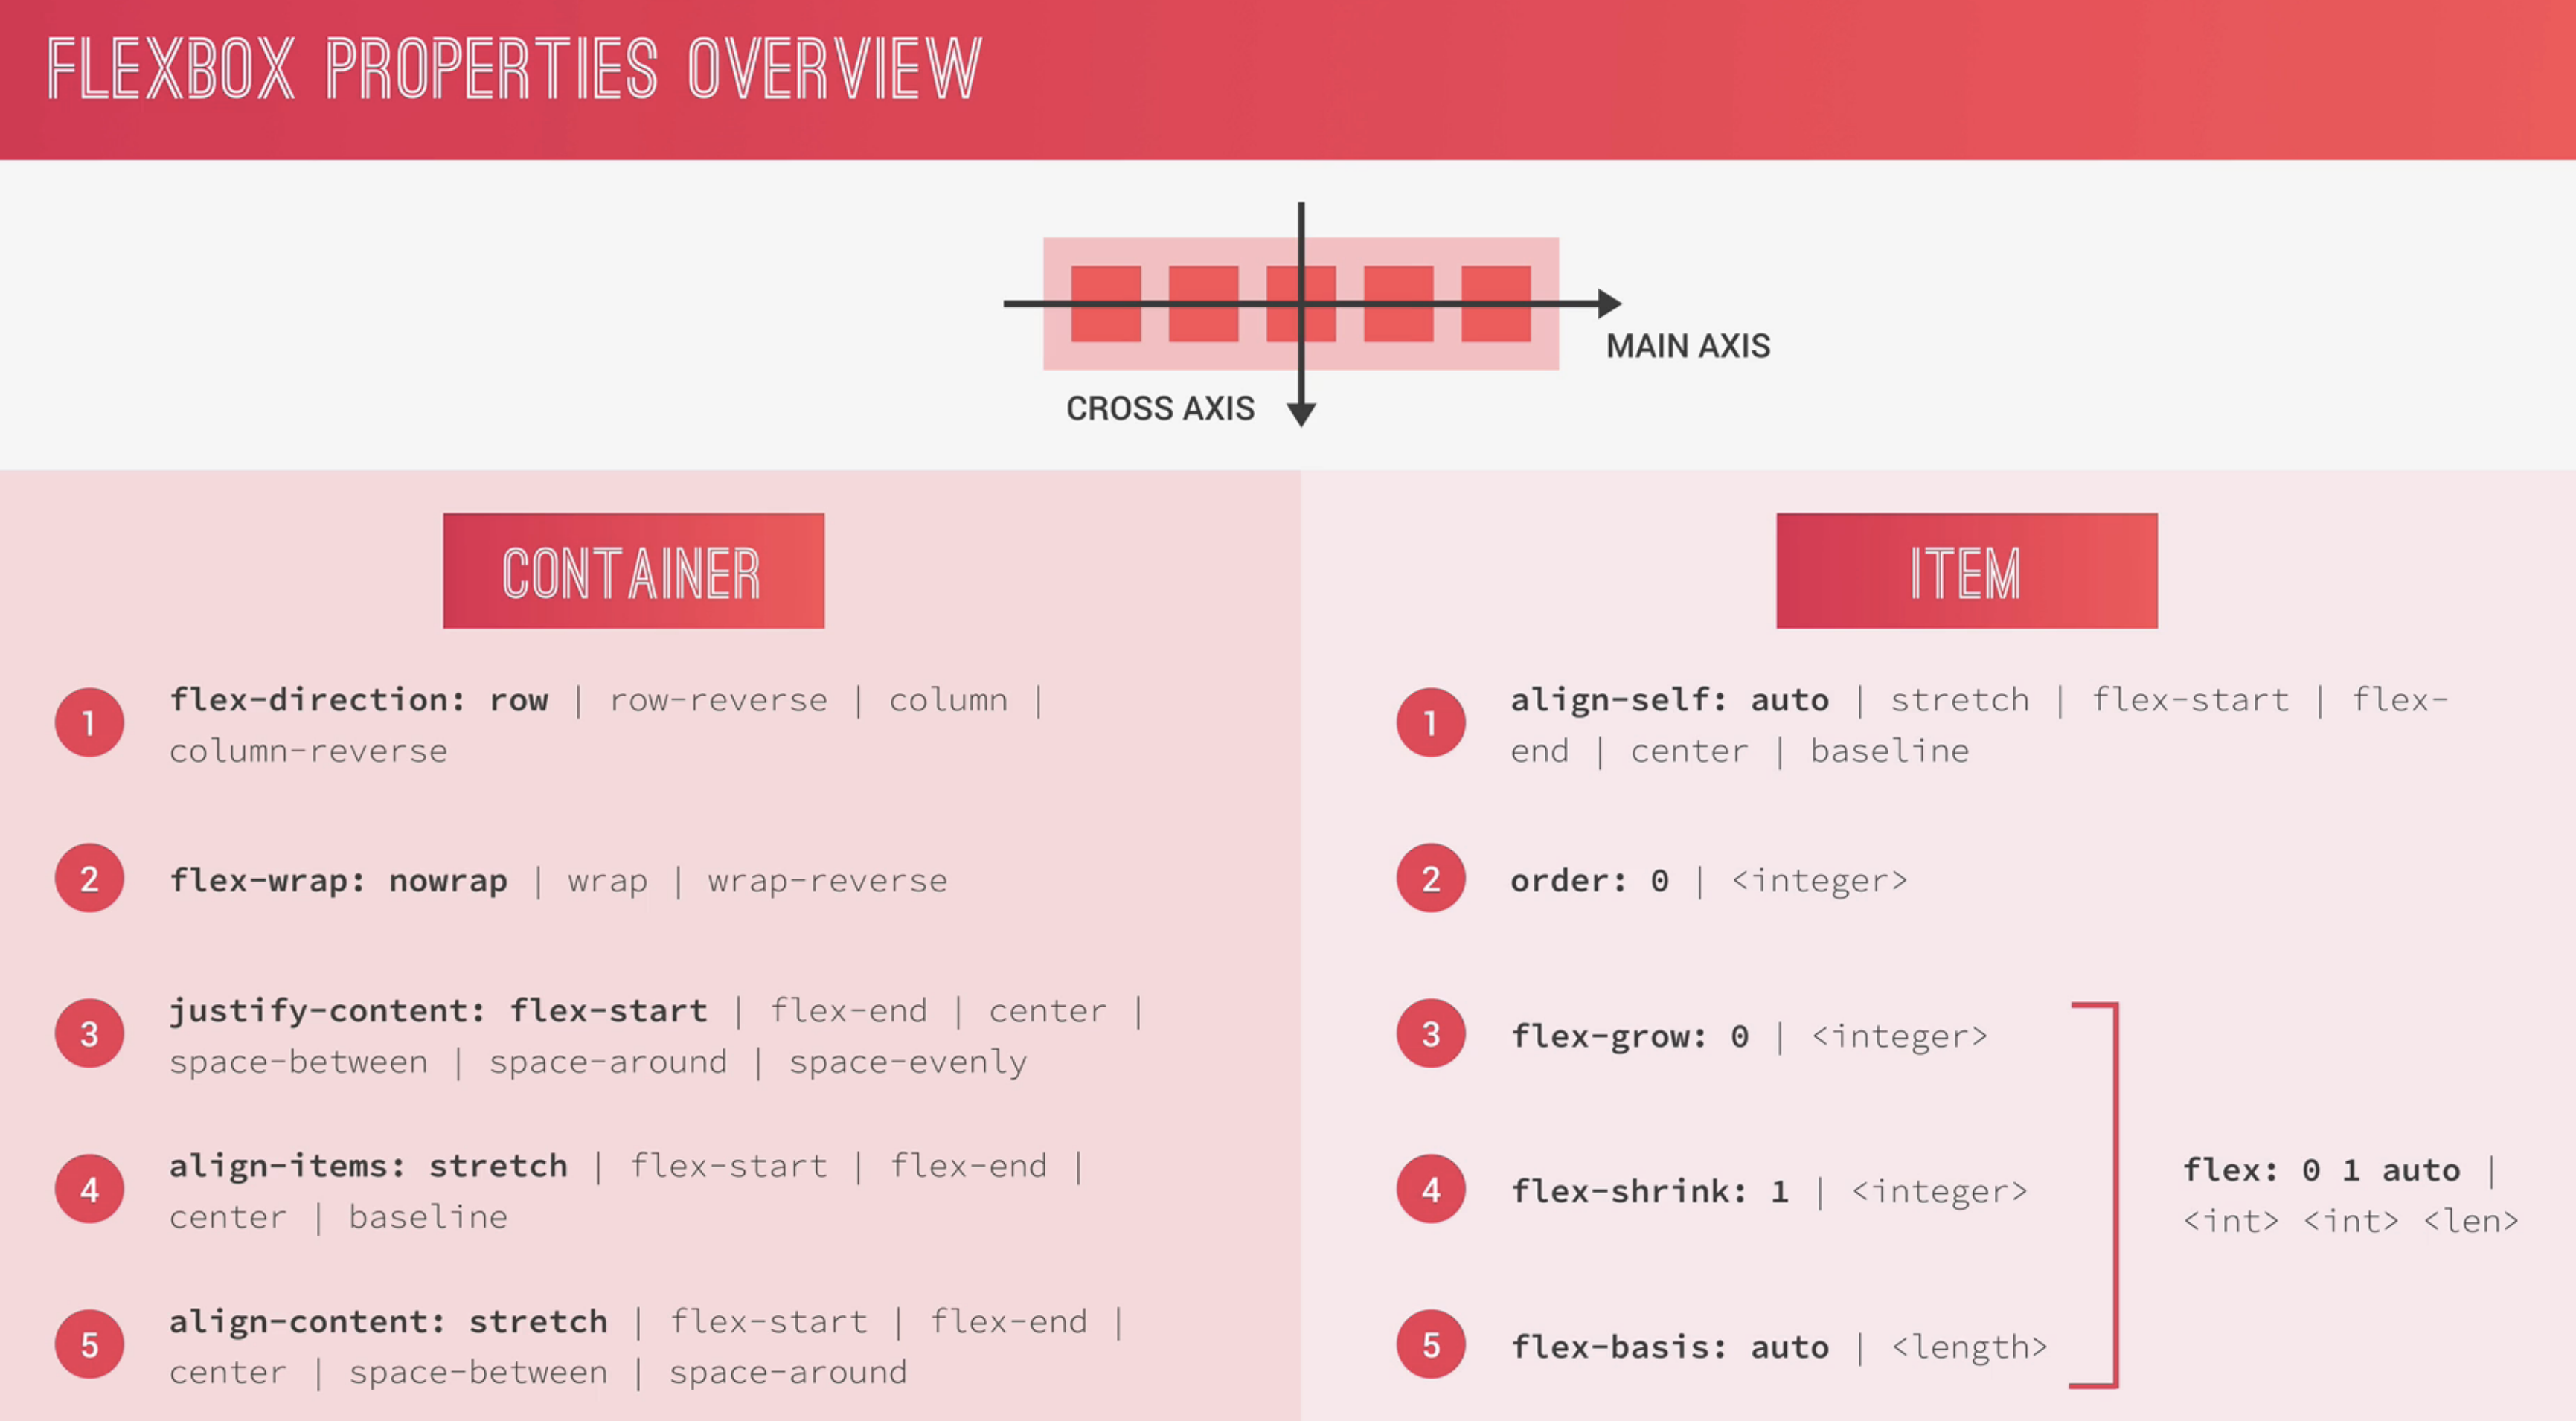 FLEXBOX PROPERTIES OVERVIEW
MAIN AXIS
CROSS AXIS
CONTAINER
1
flex-direction: row | row-reverse | column |
column-reverse
2
flex-wrap: nowrap | wrap | wrap-reverse
3
justify-content: flex-start | flex-end | center |
space-between | space-around | space-evenly
4
align-items: stretch | flex-start | flex-end |
center | baseline
5
align-content: stretch | flex-start | flex-end |
center | space-between | space-around
ITEM
1
align-self: auto | stretch | flex-start | flex-
end | center | baseline
2
order: 0 | <integer>
3
flex-grow: 0 | <integer>
4
flex-shrink: 1 | <integer>
5
flex-basis: auto | <length>
flex: 0 1 auto |
<int> <int> <len>